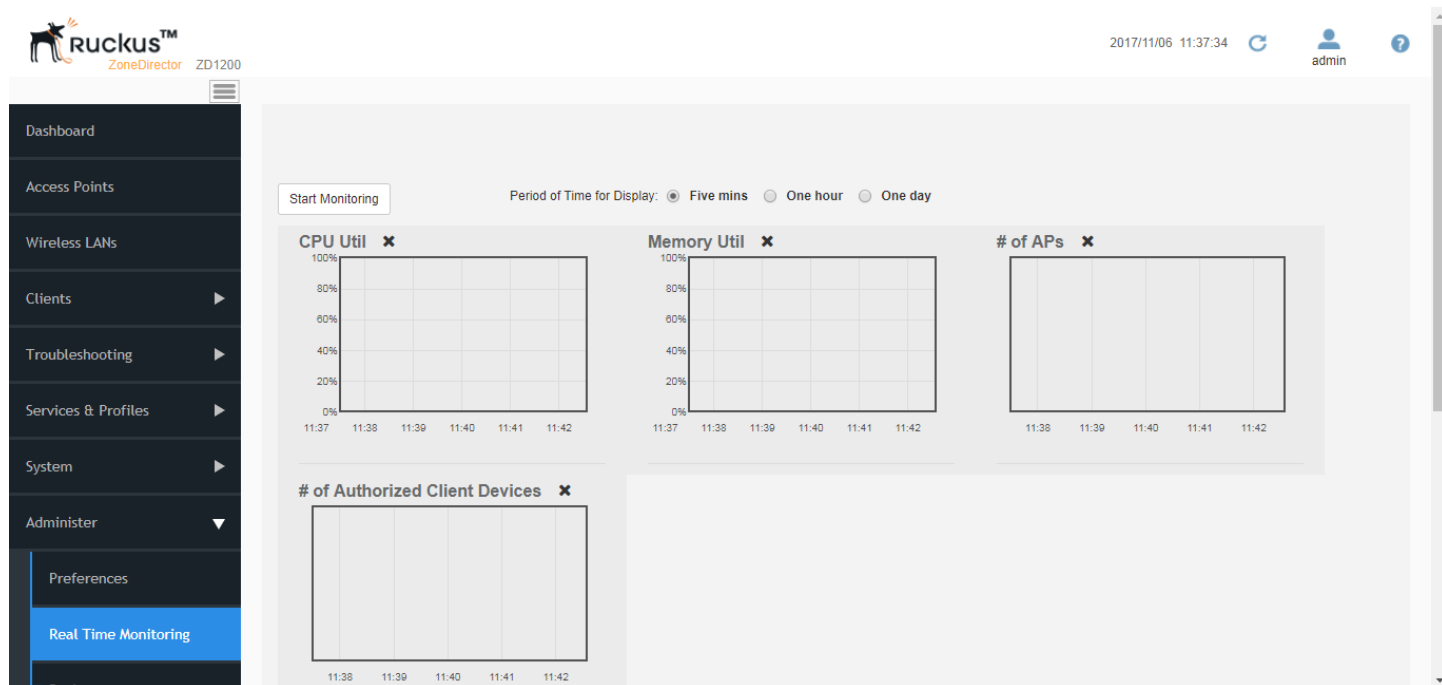 Ruckus™
ZoneDirector ZD1200
2017/11/06 11:37:34
admin
?
Dashboard
Access Points
Wireless LANs
Clients
Troubleshooting
Services & Profiles
System
Administer
Preferences
Real Time Monitoring
Start Monitoring
Period of Time for Display: Five mins One hour One day
CPU Util
100%
80%
60%
40%
20%
0%
11:37 11:38 11:39 11:40 11:41 11:42
Memory Util
100%
80%
60%
40%
20%
0%
11:37 11:38 11:39 11:40 11:41 11:42
# of APs
11:38 11:39 11:40 11:41 11:42
# of Authorized Client Devices
11:38 11:39 11:40 11:41 11:42